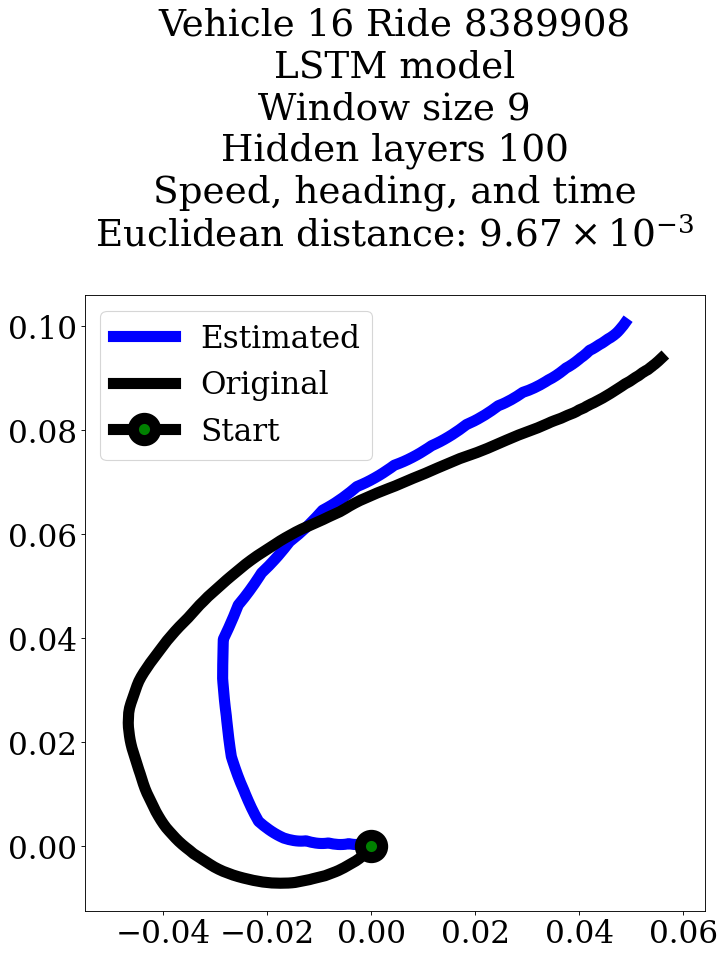 Vehicle 16 Ride 8389908
LSTM model
Window size 9
Hidden layers 100
Speed, heading, and time
Euclidean distance: 9.67 × 10⁻³
Estimated
Original
Start
0.10
0.08
0.06
0.04
0.02
0.00
−0.04 −0.02 0.00 0.02 0.04 0.06